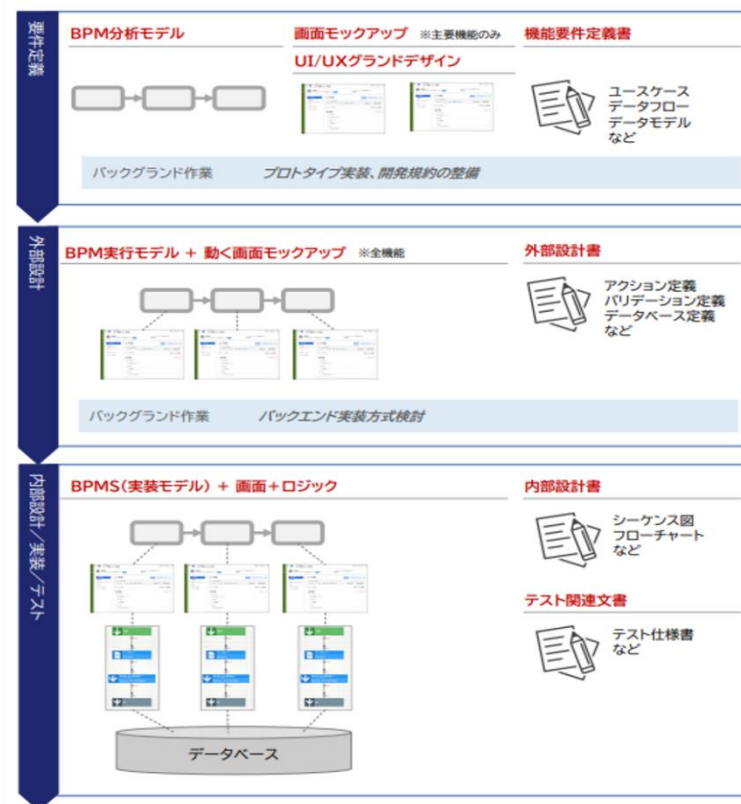 要件定義
BPM分析モデル
画面モックアップ ※主要機能のみ
UI/UXグランドデザイン
機能要件定義書
ユースケース
データフロー
データモデル
など
バックグランド作業 プロトタイプ実装、開発規約の整備
外部設計
BPM実行モデル + 動く画面モックアップ ※全機能
外部設計書
アクション定義
バリデーション定義
データベース定義
など
バックグランド作業 バックエンド実装方式検討
内部設計/実装/テスト
BPMS(実装モデル) + 画面+ロジック
データベース
内部設計書
シーケンス図
フローチャート
など
テスト関連文書
テスト仕様書
など